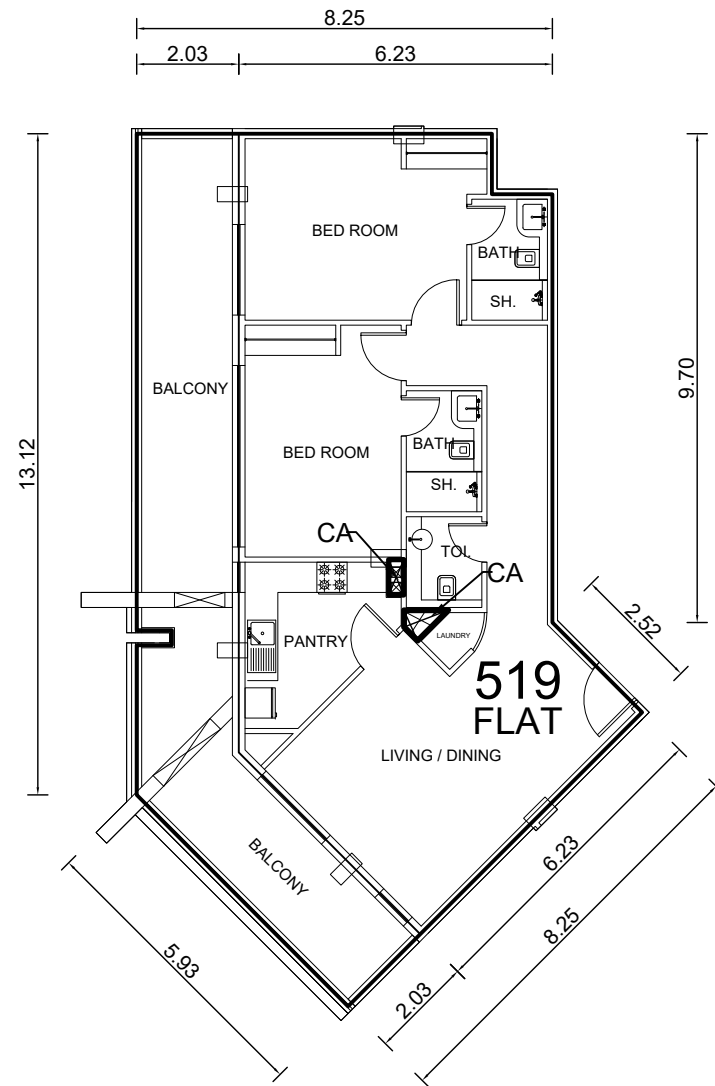 8.25
2.03
6.23
BED ROOM
BATH
SH.
BALCONY
9.70
13.12
BED ROOM
BATH
SH.
CA
TOI.
CA
2.52
PANTRY
LAUNDRY
519
FLAT
LIVING / DINING
BALCONY
6.23
8.25
5.93
2.03